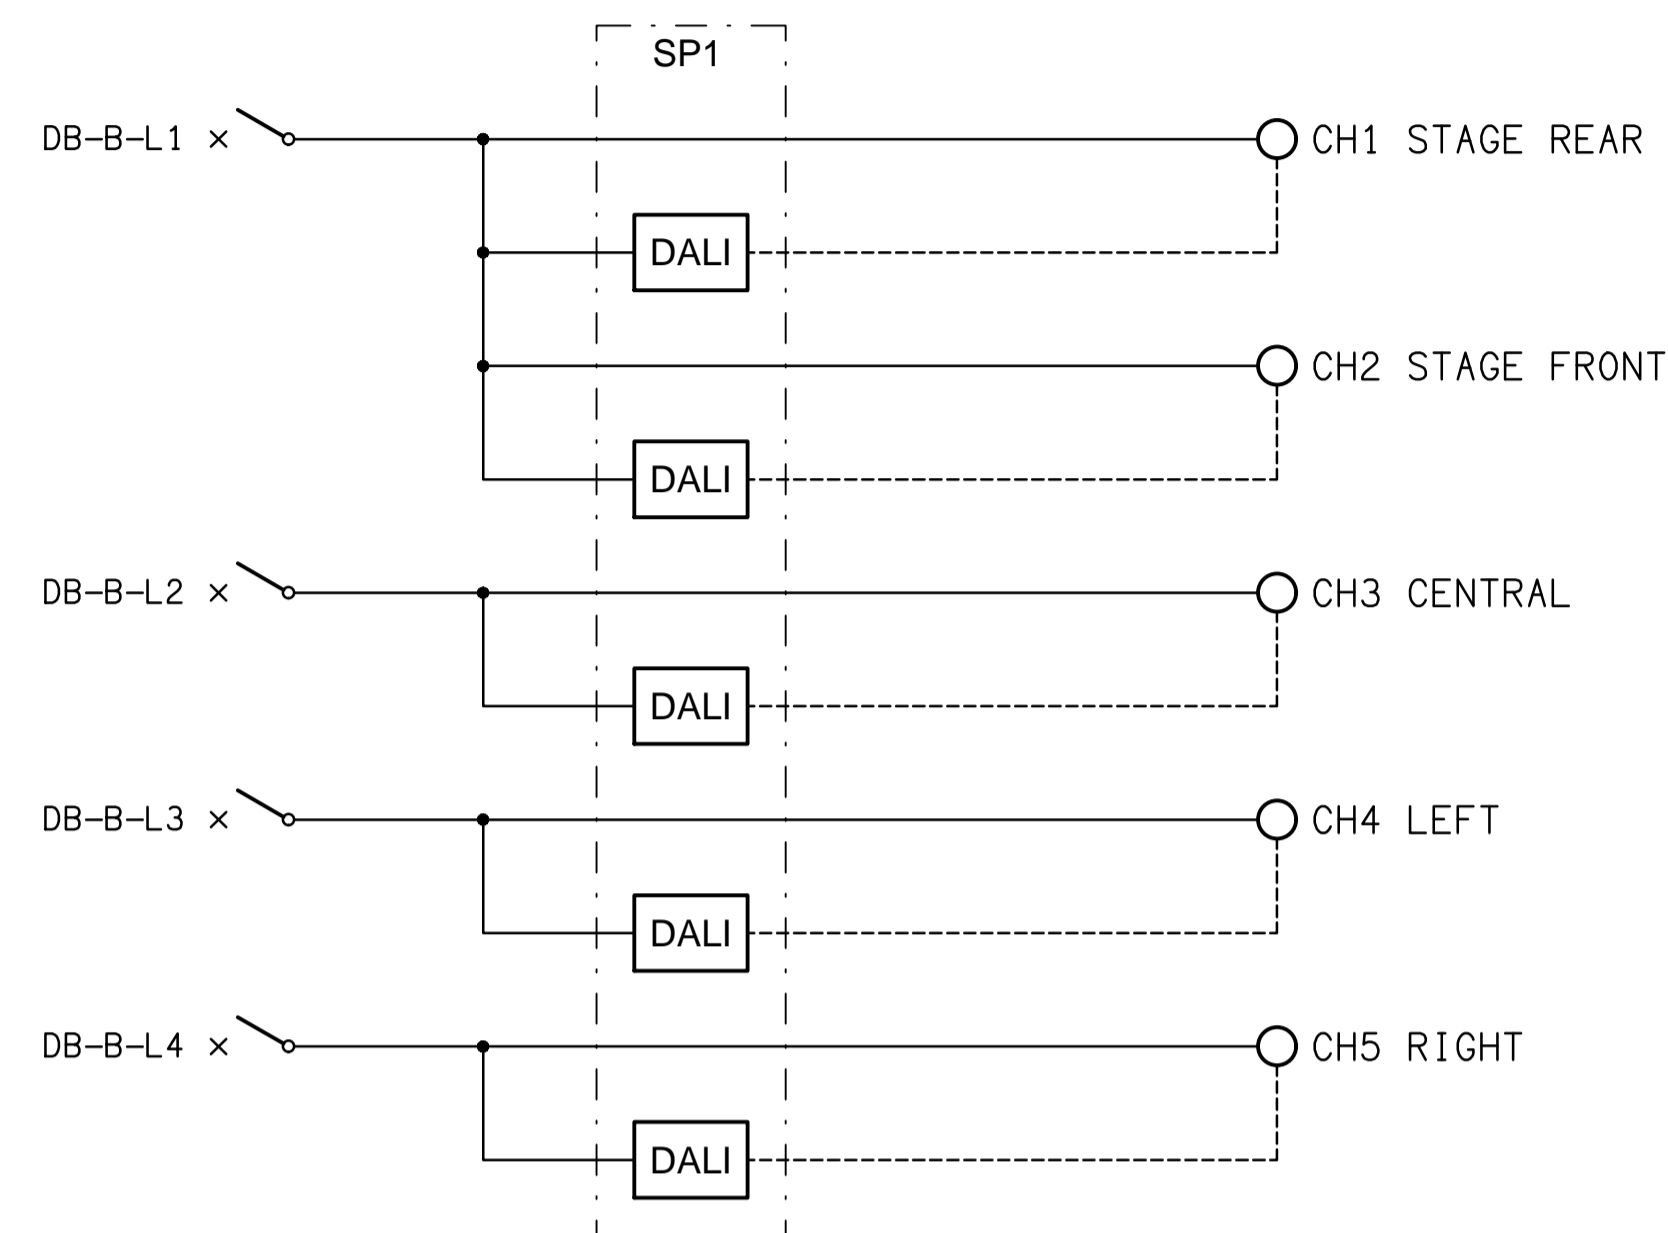 SP1
DB-B-L1 CH1 STAGE REAR
DALI
CH2 STAGE FRONT
DALI
DB-B-L2 CH3 CENTRAL
DALI
DB-B-L3 CH4 LEFT
DALI
DB-B-L4 CH5 RIGHT
DALI